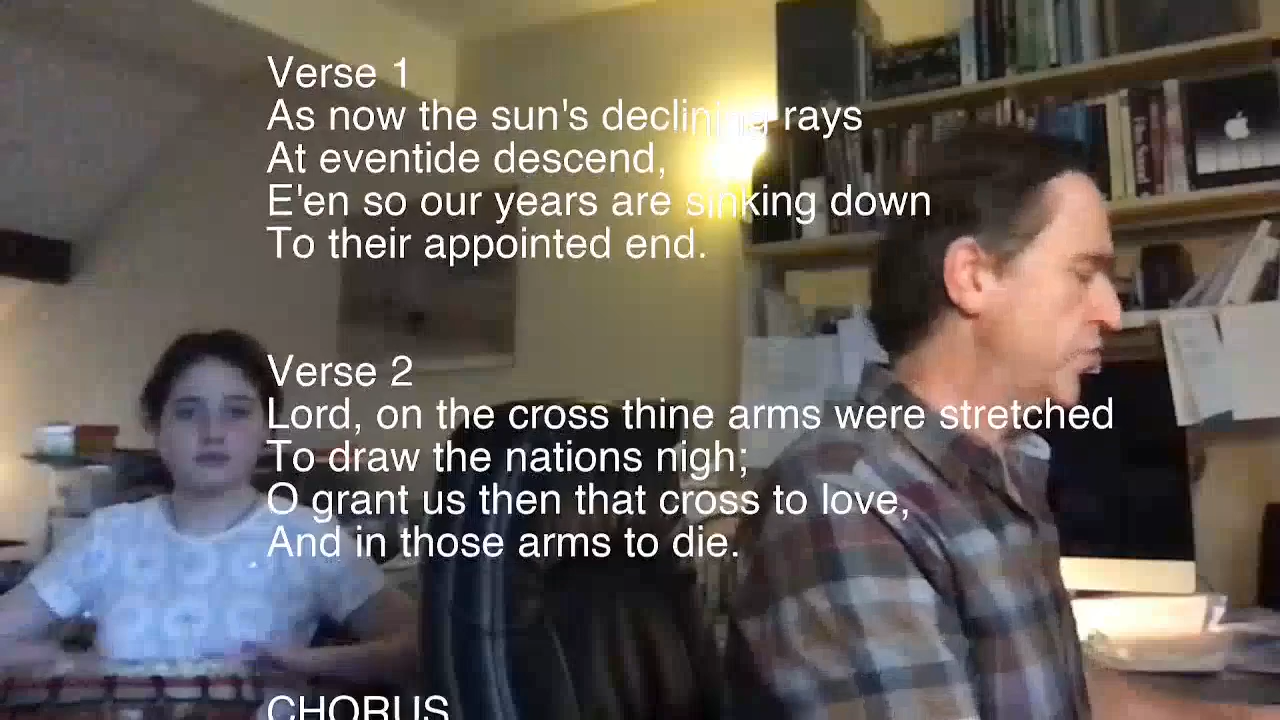 Verse 1
As now the sun's declining rays
At eventide descend,
E'en so our years are sinking down
To their appointed end.
Verse 2
Lord, on the cross thine arms were stretched
To draw the nations nigh;
O grant us then that cross to love,
And in those arms to die.
CHORUS